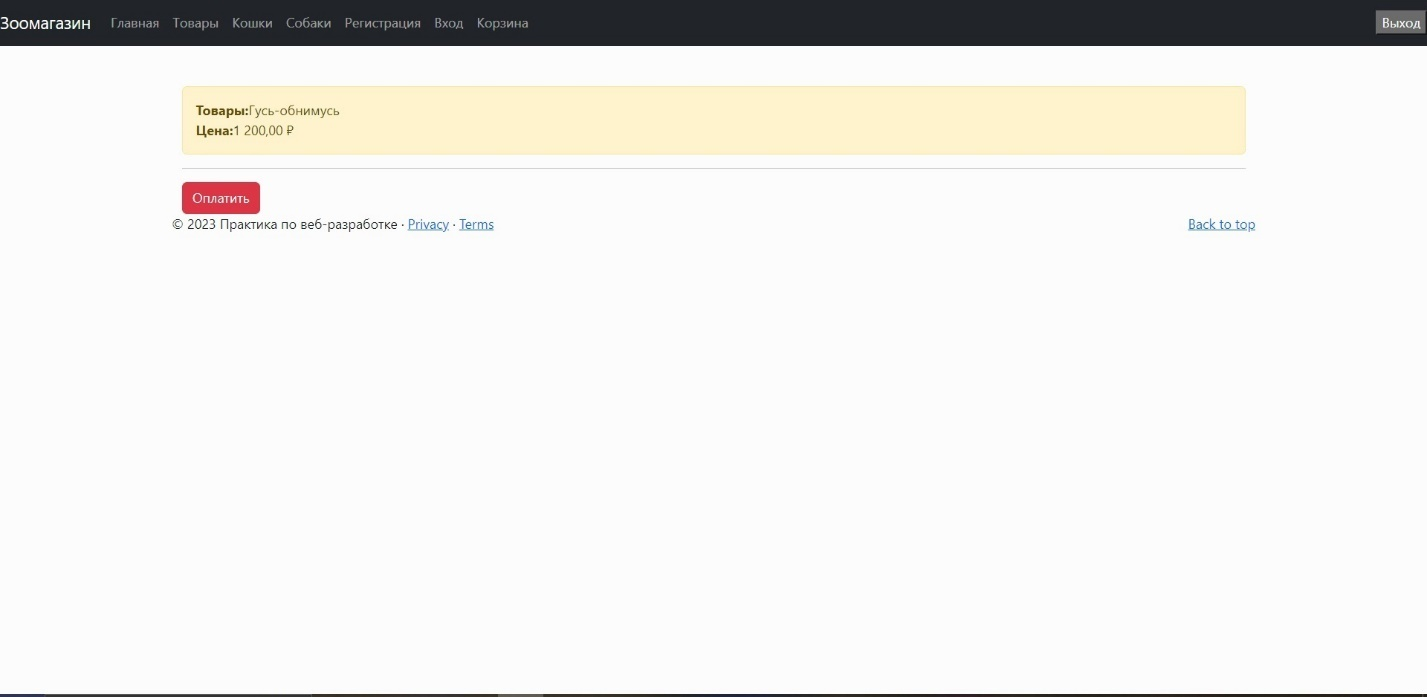 Зоомагазин Главная Товары Кошки Собаки Регистрация Вход Корзина Выход
Товары:Гусь-обнимусь
Цена:1 200,00 ₽
Оплатить
© 2023 Практика по веб-разработке · Privacy · Terms Back to top